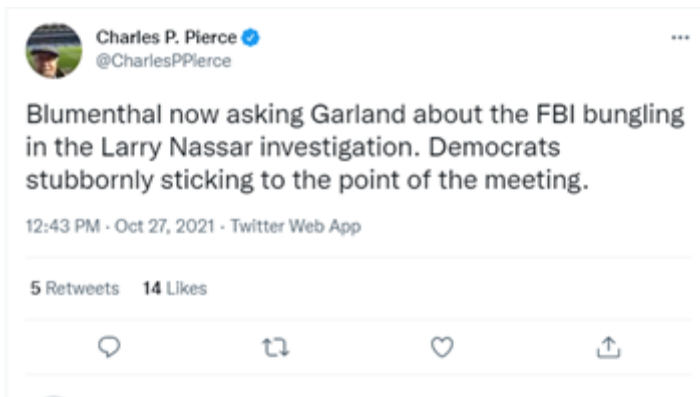 Charles P. Pierce
@CharlesPPierce
Blumenthal now asking Garland about the FBI bungling
in the Larry Nassar investigation. Democrats
stubbornly sticking to the point of the meeting.
12:43 PM · Oct 27, 2021 · Twitter Web App
5 Retweets 14 Likes